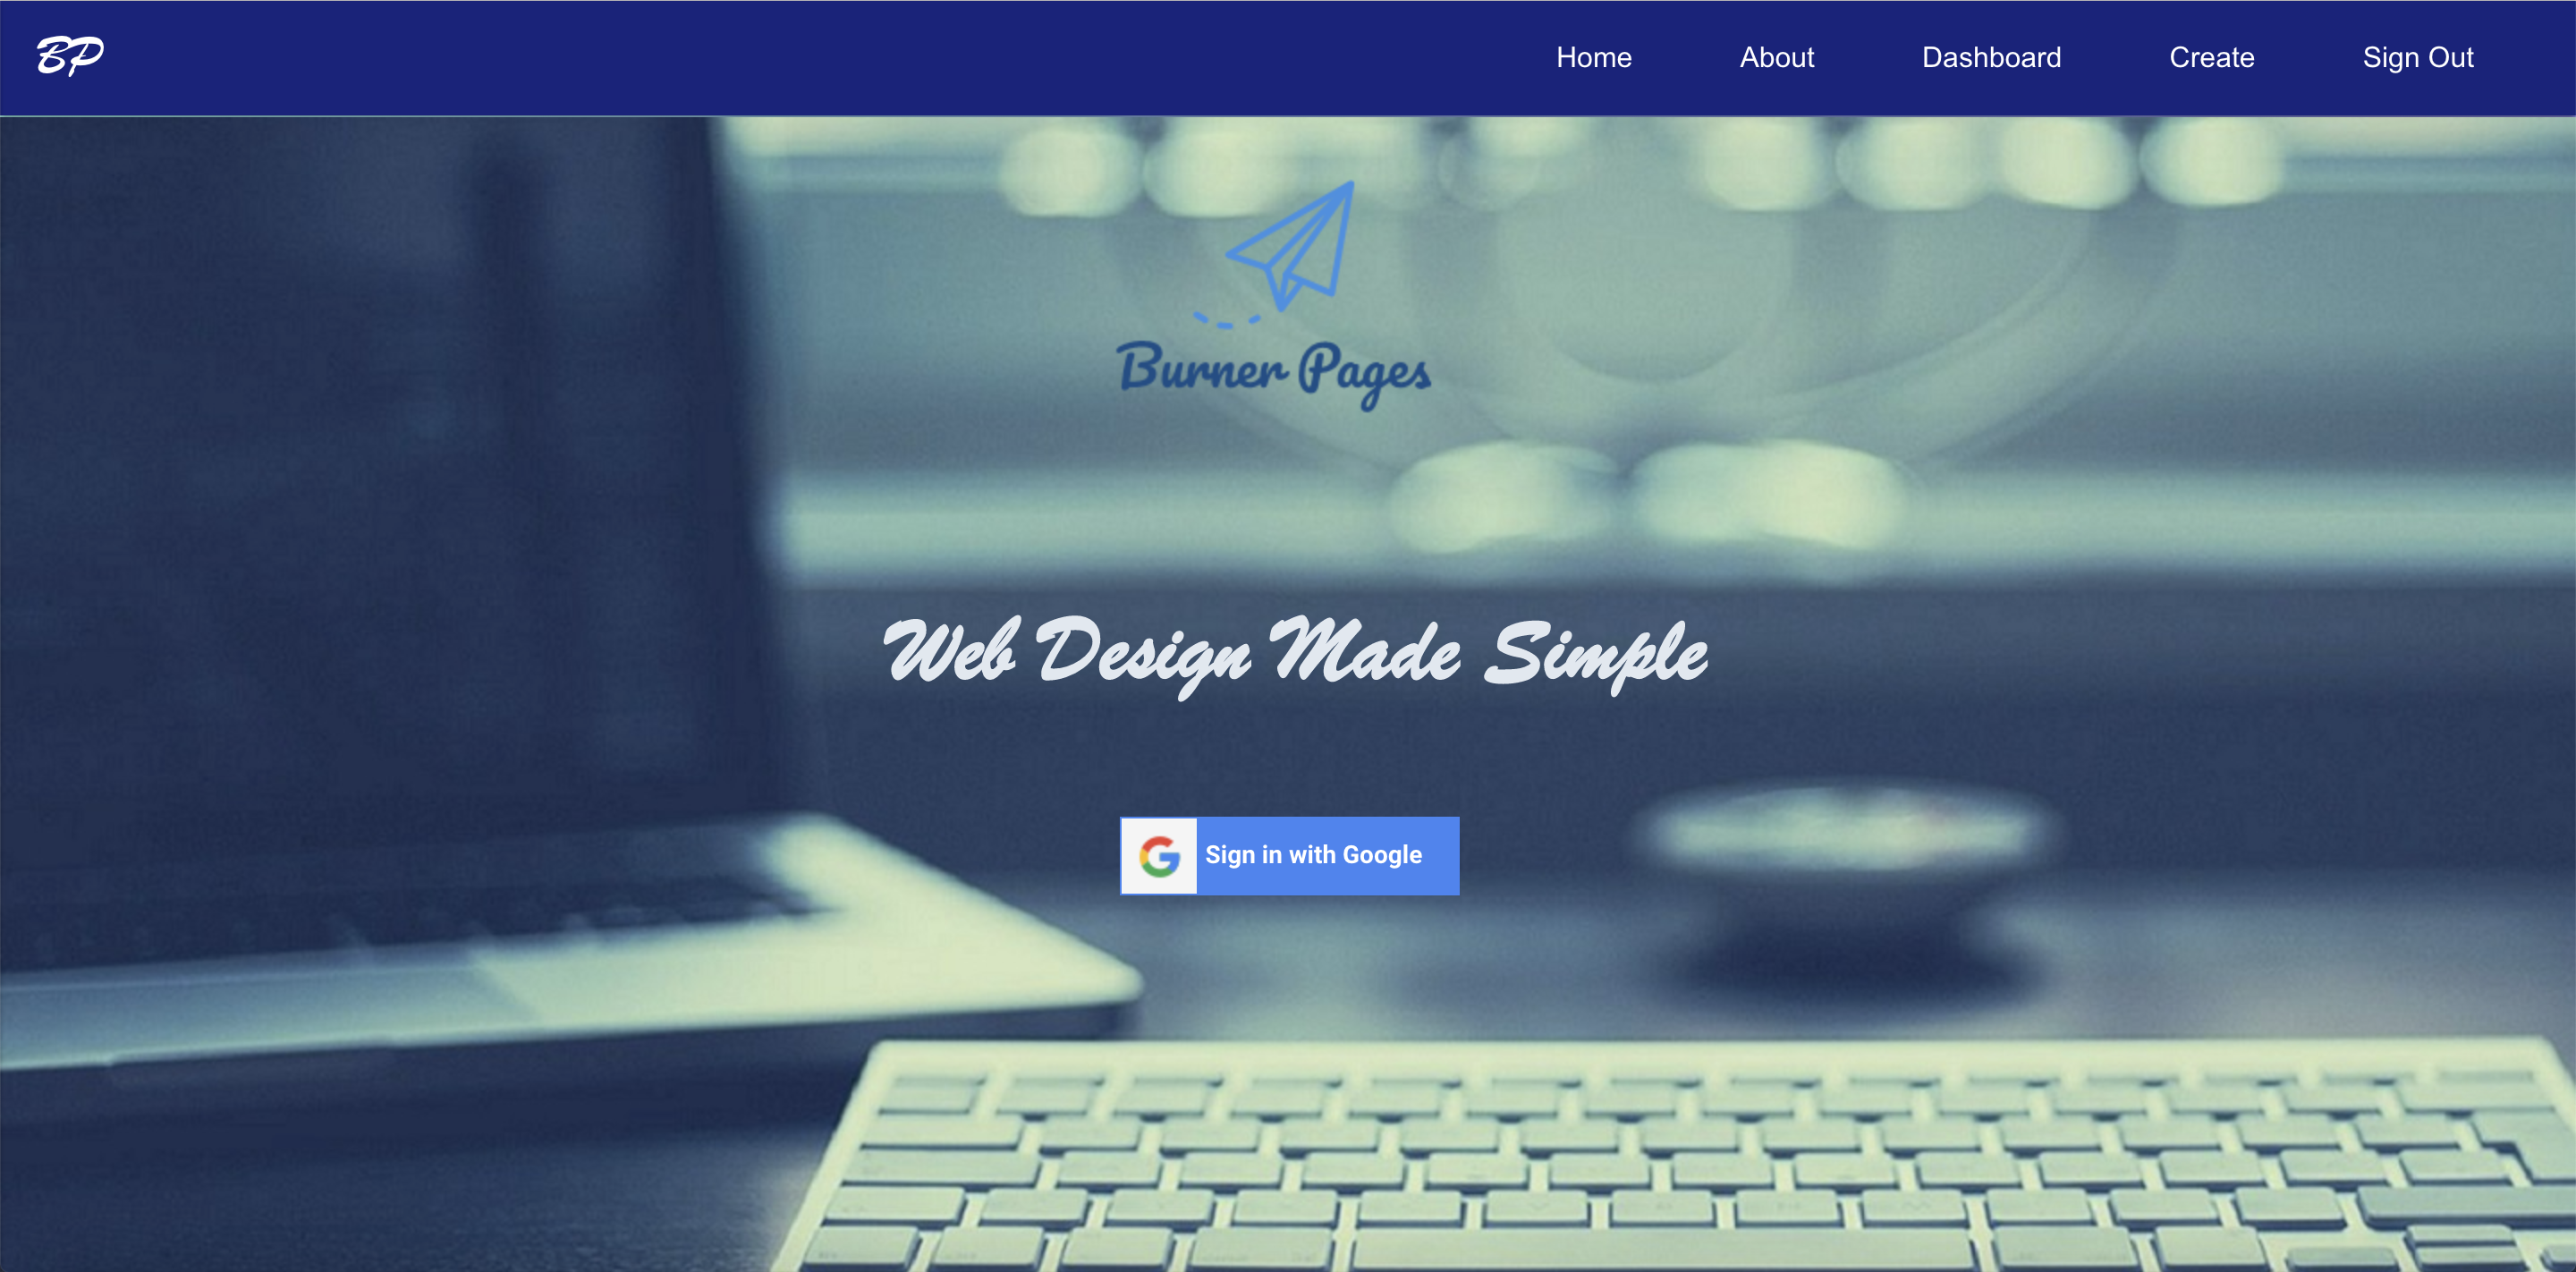 BP
Home
About
Dashboard
Create
Sign Out
Burner Pages
Web Design Made Simple
Sign in with Google